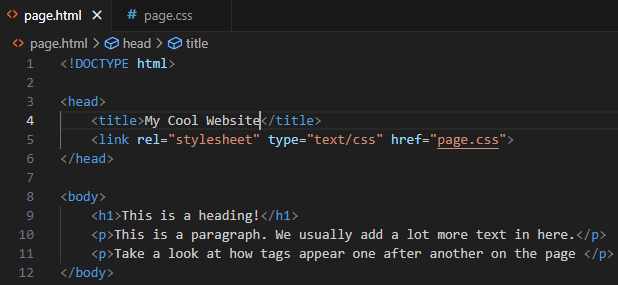 page.html page.css
page.html > head > title
1 <!DOCTYPE html>
2
3 <head>
4     <title>My Cool Website</title>
5     <link rel="stylesheet" type="text/css" href="page.css">
6 </head>
7
8 <body>
9     <h1>This is a heading!</h1>
10     <p>This is a paragraph. We usually add a lot more text in here.</p>
11     <p>Take a look at how tags appear one after another on the page </p>
12 </body>